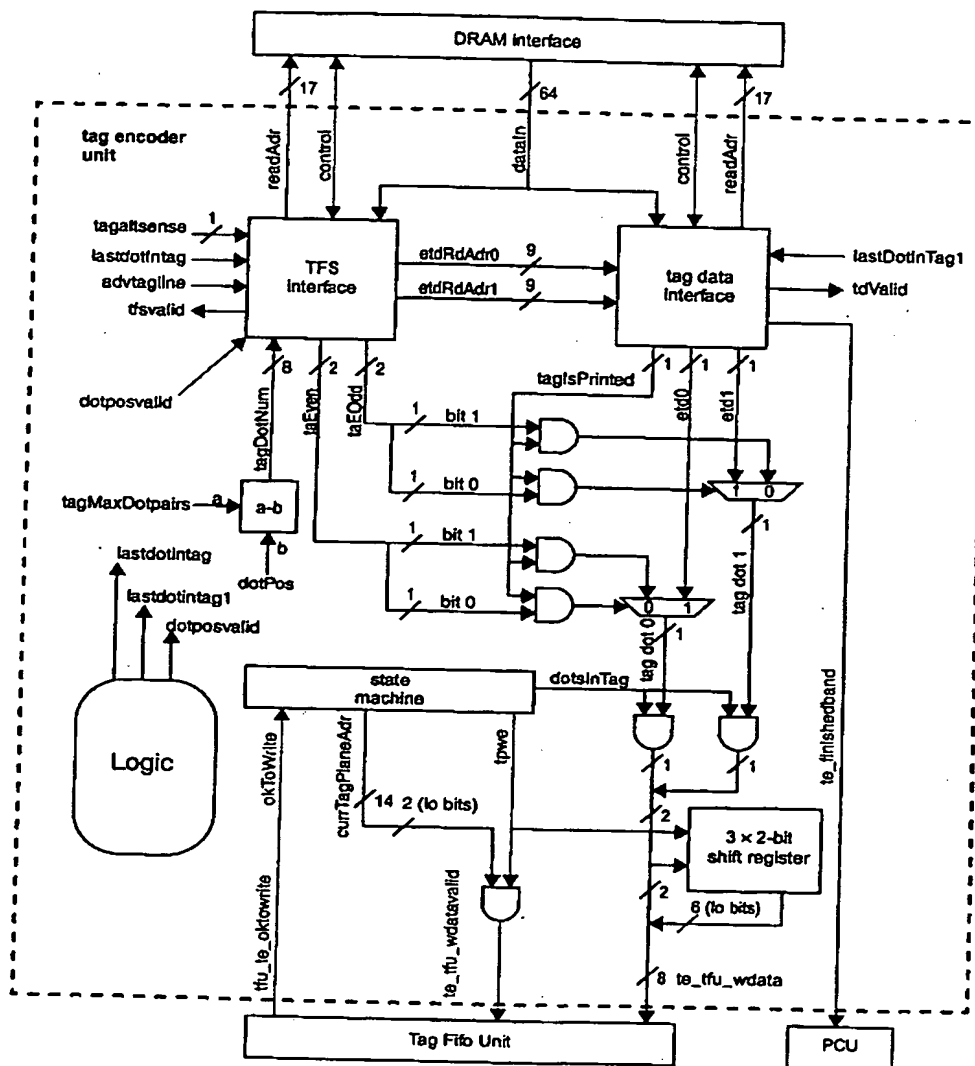 DRAM interface
17
64
17
tag encoder
unit
readAdr
control
dataIn
control
readAdr
tagaltsense
1
lastdotintag
advtagline
tfsvalid
TFS
interface
etdRdAdr0
9
etdRdAdr1
9
tag data
interface
lastDotInTag1
tdValid
dotposvalid
8
2
2
tagDotNum
taEven
taEOdd
tagIsPrinted
1
1
1
etd0
etd1
1
bit 1
1
bit 0
1
bit 1
1
bit 0
1
0
1
tag dot 1
0
1
1
tag dot 0
tagMaxDotpairs
a
a-b
b
dotPos
lastdotintag
lastdotintag1
dotposvalid
Logic
state
machine
dotsInTag
okToWrite
currTagPlaneAdr
tpwe
14
2 (lo bits)
1
1
2
3 × 2-bit
shift register
2
6 (lo bits)
tfu_te_oktowrite
te_tfu_wdatavalid
8
te_tfu_wdata
te_finishedband
Tag Fifo Unit
PCU